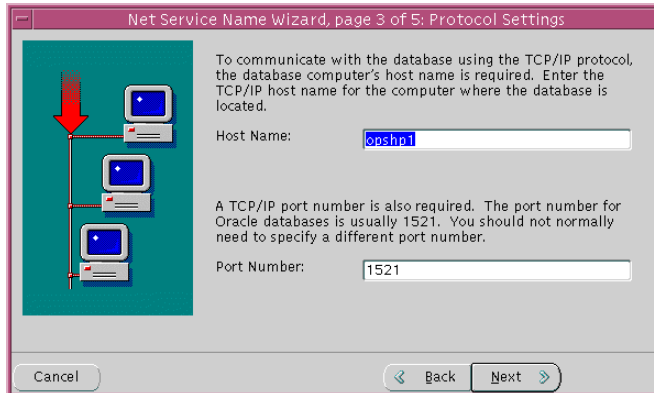 Net Service Name Wizard, page 3 of 5: Protocol Settings
To communicate with the database using the TCP/IP protocol,
the database computer's host name is required. Enter the
TCP/IP host name for the computer where the database is
located.
Host Name:
opshp1
A TCP/IP port number is also required. The port number for
Oracle databases is usually 1521. You should not normally
need to specify a different port number.
Port Number:
1521
Cancel
Back
Next